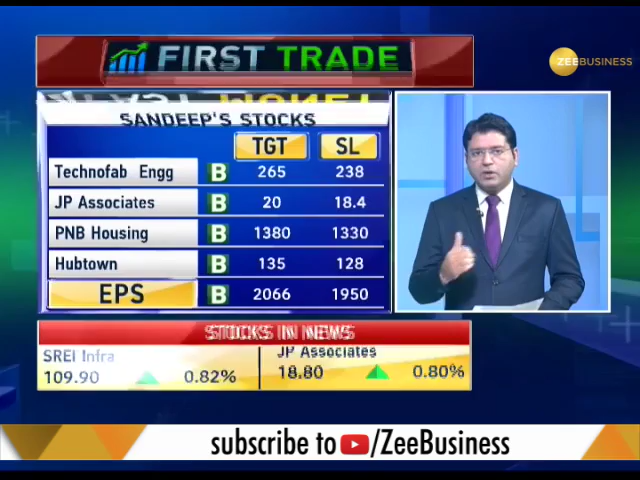 FIRST TRADE
ZEEBUSINESS
SANDEEP'S STOCKS
TGT SL
Technofab Engg B 265 238
JP Associates B 20 18.4
PNB Housing B 1380 1330
Hubtown B 135 128
EPS B 2066 1950
STOCKS IN NEWS
SREI Infra JP Associates
109.90 0.82% 18.80 0.80%
subscribe to /ZeeBusiness